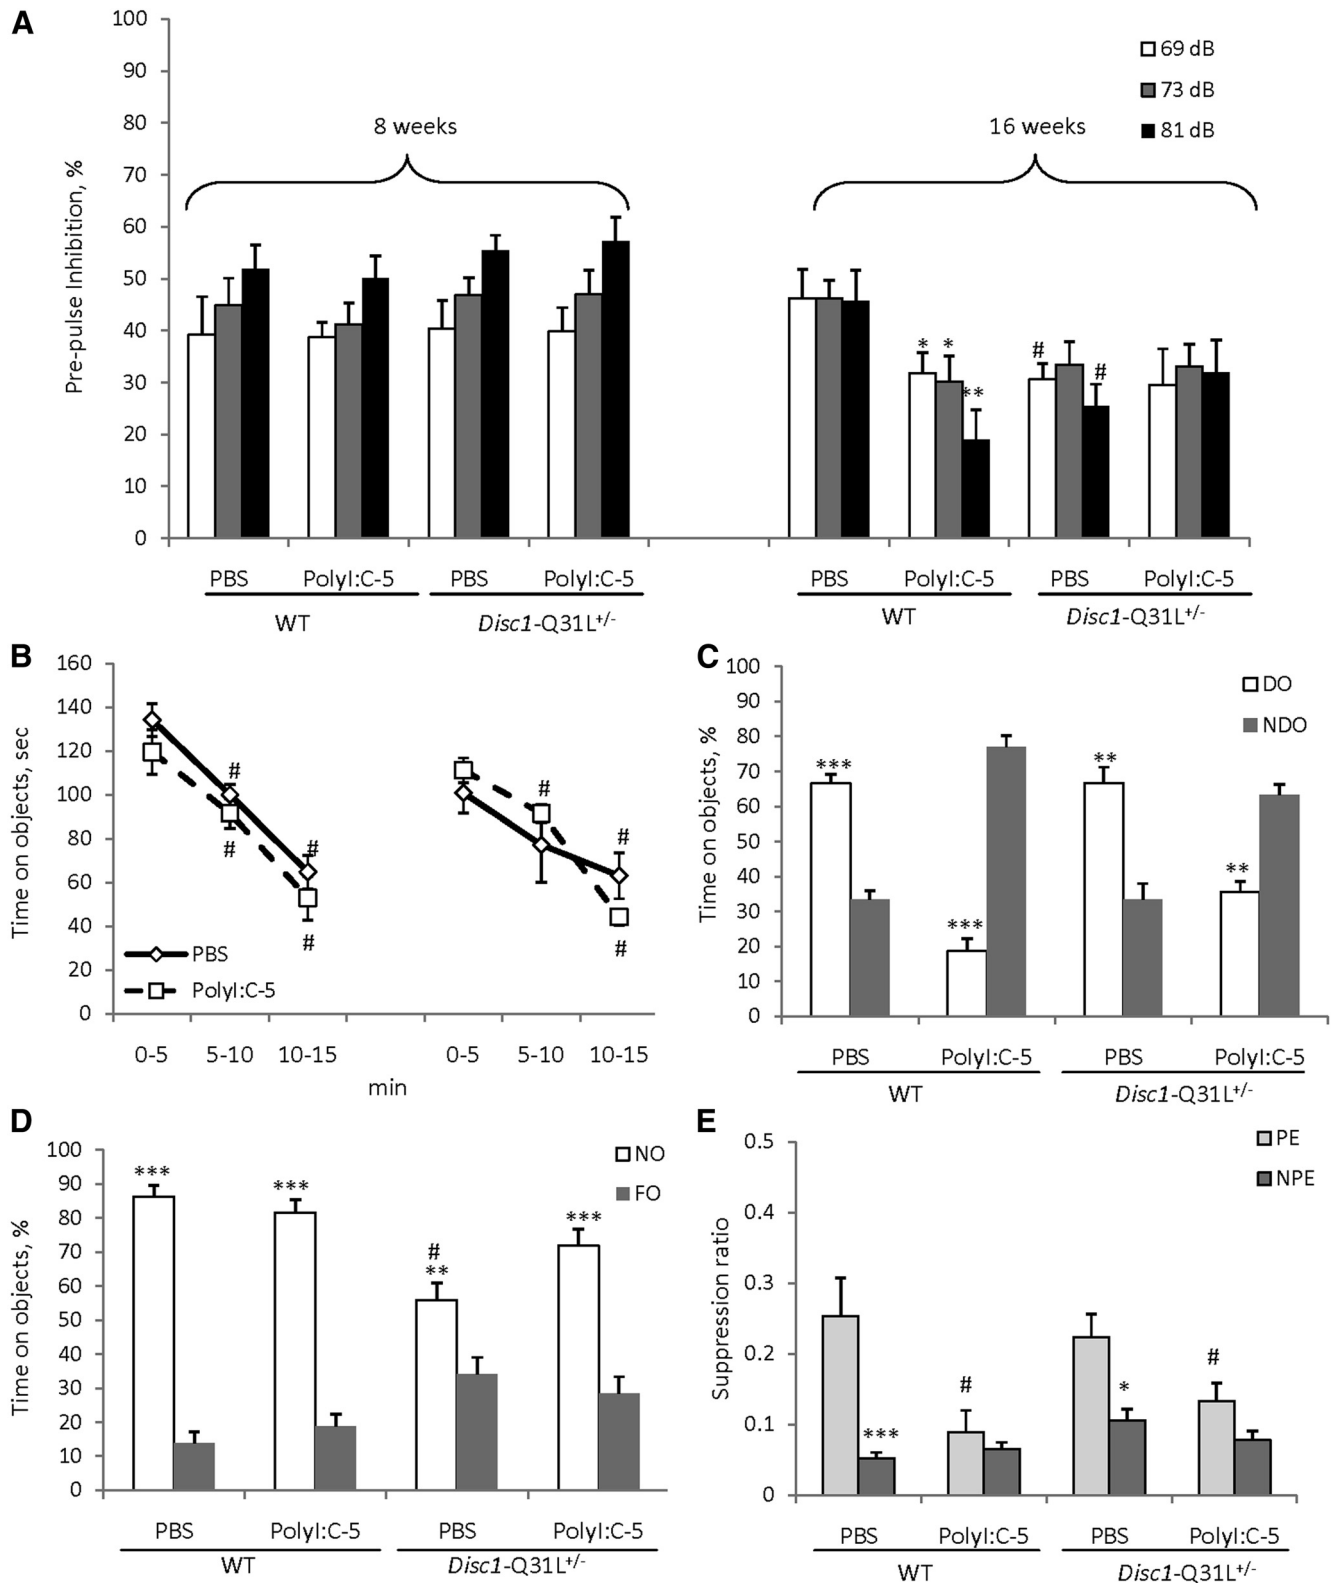 A
100
90
80
70
60
50
40
30
20
10
0
Pre-pulse Inhibition, %
8 weeks
16 weeks
69 dB
73 dB
81 dB
* * ** # #
PBS PolyI:C-5 PBS PolyI:C-5 PBS PolyI:C-5 PBS PolyI:C-5
WT Disc1-Q31L+/- WT Disc1-Q31L+/-
B
160
140
120
100
80
60
40
20
0
Time on objects, sec
# # # #
# # #
PBS
PolyI:C-5
0-5 5-10 10-15 0-5 5-10 10-15
min
C
100
90
80
70
60
50
40
30
20
10
0
Time on objects, %
DO
NDO
*** *** ** **
PBS PolyI:C-5 PBS PolyI:C-5
WT Disc1-Q31L+/-
D
100
90
80
70
60
50
40
30
20
10
0
Time on objects, %
NO
FO
*** *** # ** ***
PBS PolyI:C-5 PBS PolyI:C-5
WT Disc1-Q31L+/-
E
0.5
0.4
0.3
0.2
0.1
0
Suppression ratio
PE
NPE
*** # * #
PBS PolyI:C-5 PBS PolyI:C-5
WT Disc1-Q31L+/-